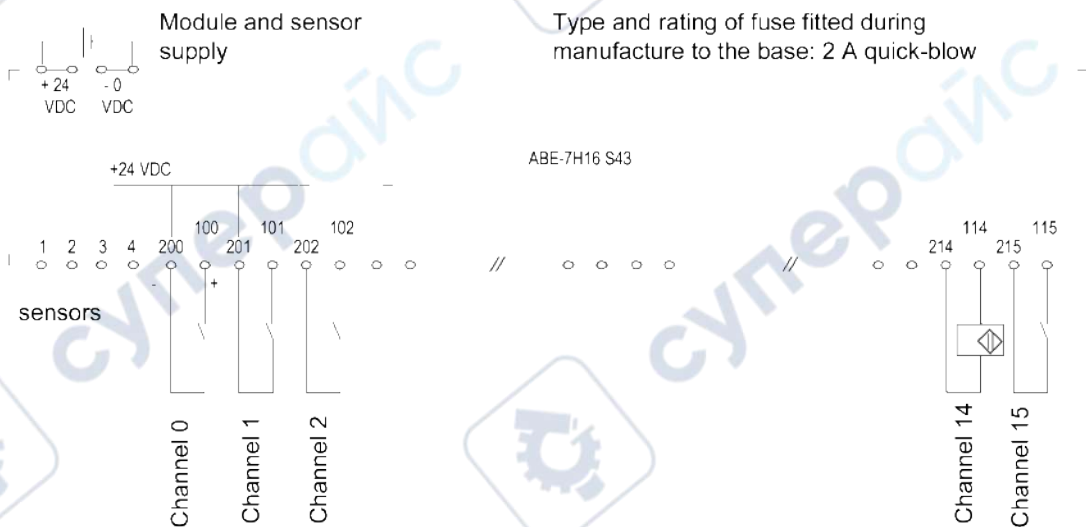 Module and sensor
supply
Type and rating of fuse fitted during
manufacture to the base: 2 A quick-blow
+ 24
VDC
- 0
VDC
+24 VDC
ABE-7H16 S43
1 2 3 4 200 100 201 101 202 102
214 114 215 115
- +
sensors
Channel 0
Channel 1
Channel 2
Channel 14
Channel 15
суперайс
суперайс